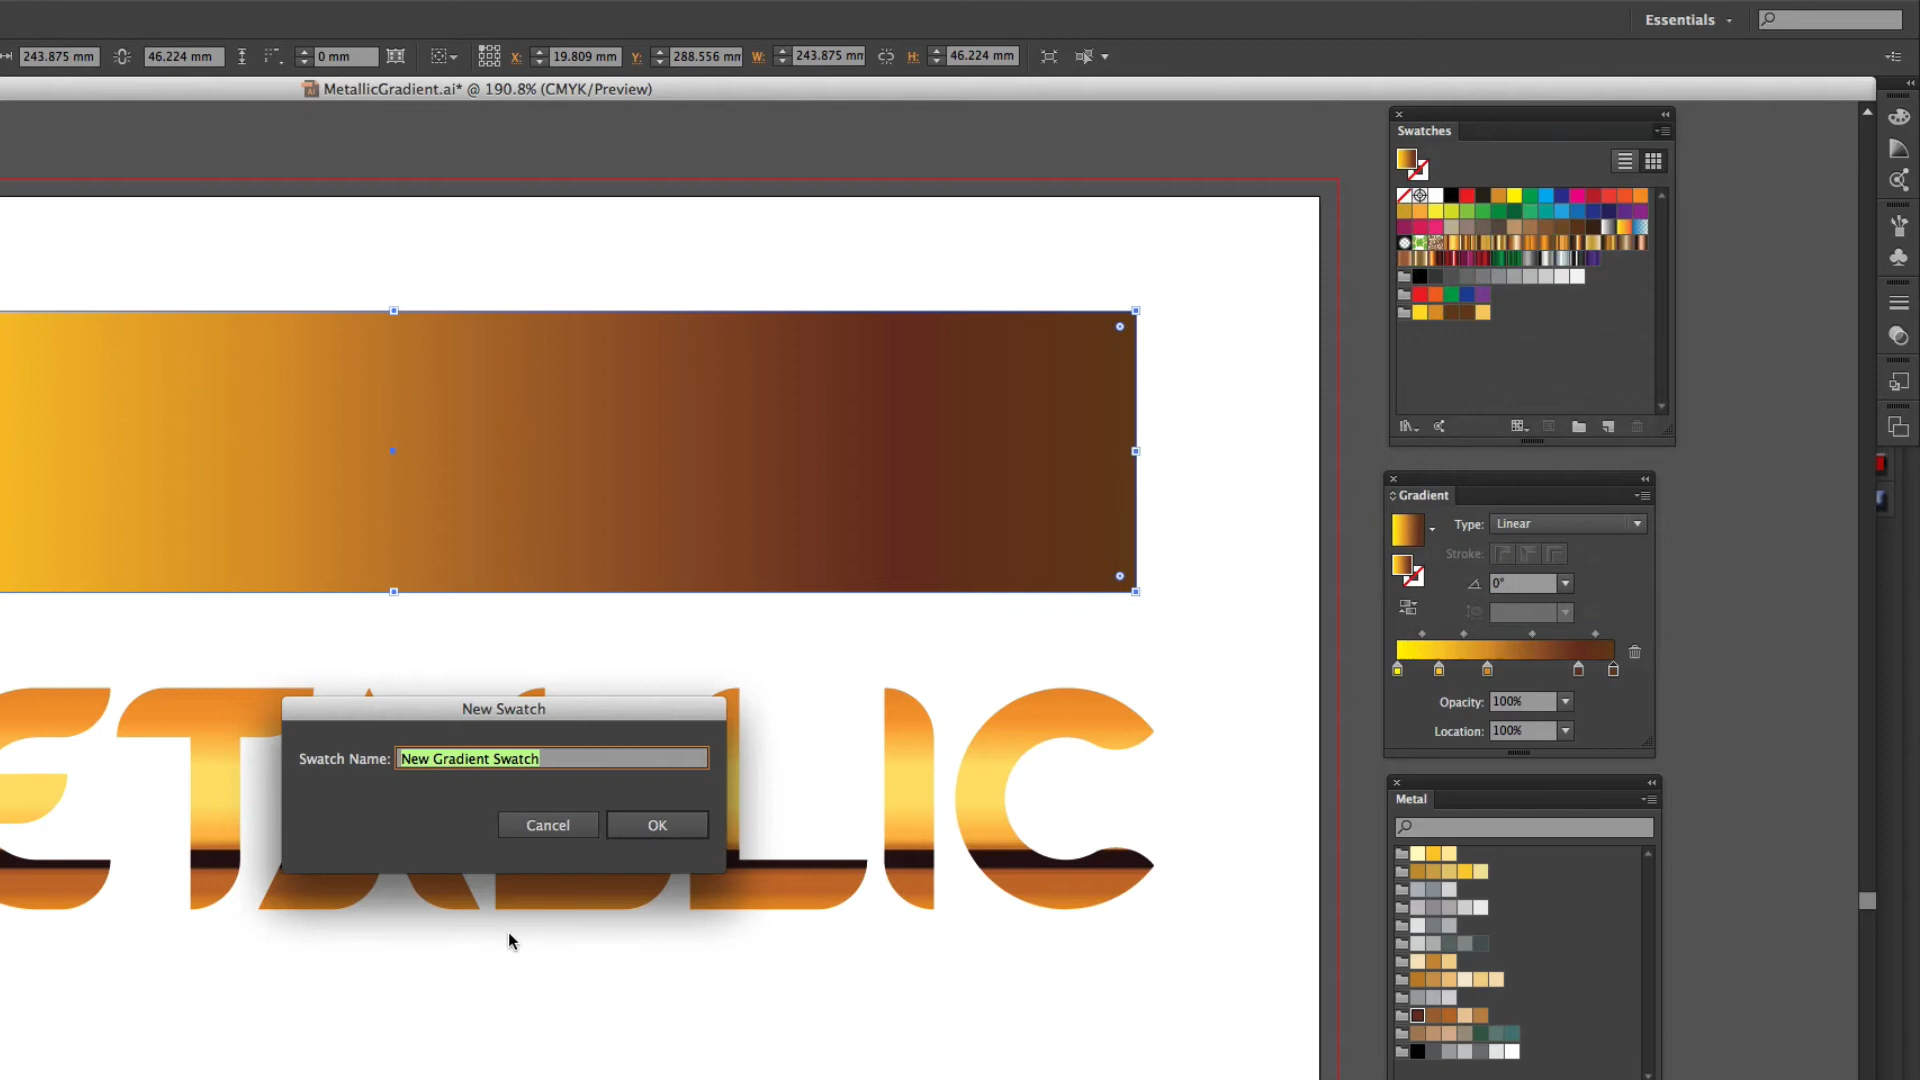 Essentials
243.875 mm 46.224 mm 0 mm X: 19.809 mm Y: 288.556 mm W: 243.875 mm H: 46.224 mm
MetallicGradient.ai* @ 190.8% (CMYK/Preview)
Swatches
Gradient
Type: Linear
Stroke:
0°
Opacity: 100%
Location: 100%
ETALLIC
New Swatch
Swatch Name: New Gradient Swatch
Cancel OK
Metal